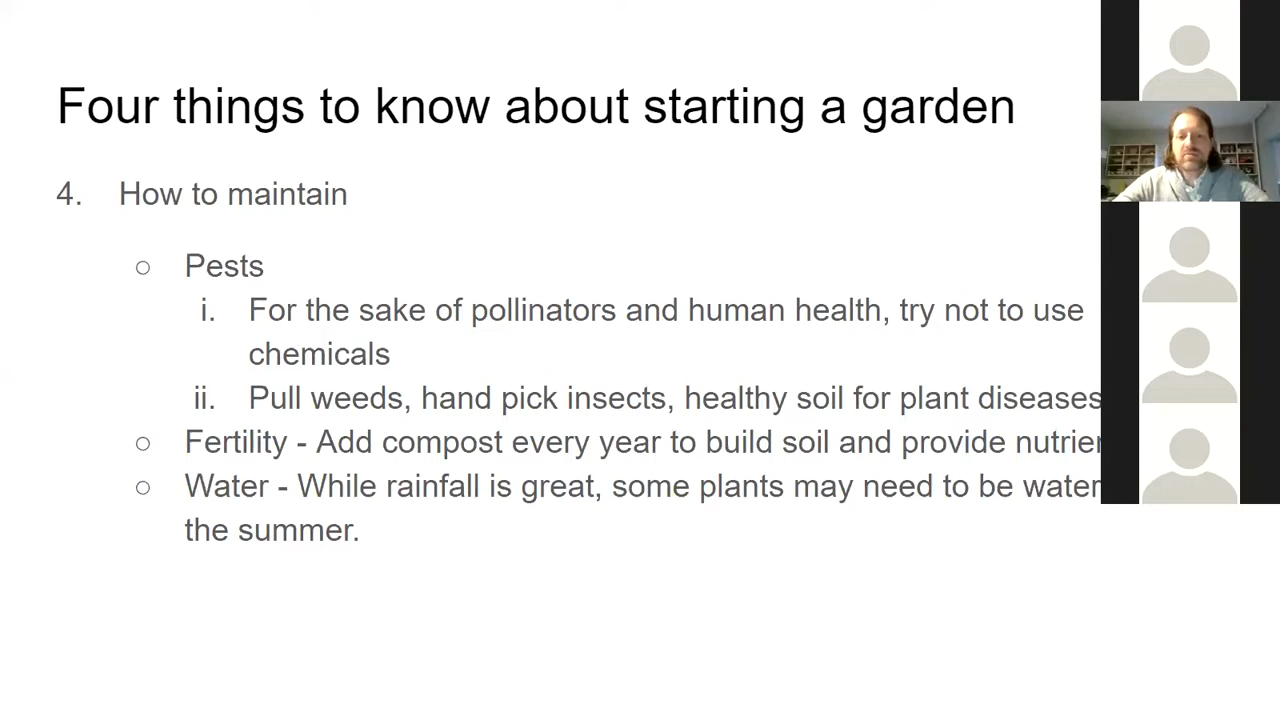 Four things to know about starting a garden
4. How to maintain
○ Pests
i. For the sake of pollinators and human health, try not to use
chemicals
ii. Pull weeds, hand pick insects, healthy soil for plant diseases
○ Fertility - Add compost every year to build soil and provide
○ Water - While rainfall is great, some plants may need to be
the summer.